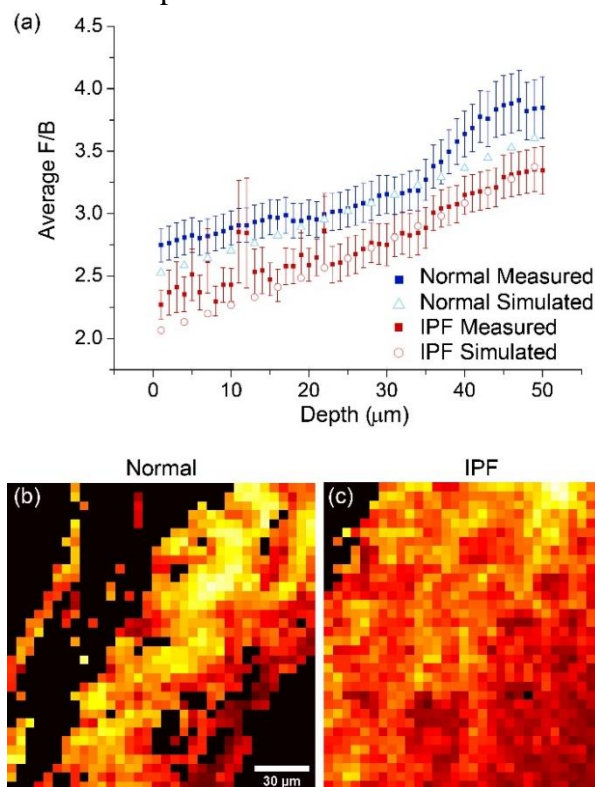 (a)
4.5
4.0
3.5
3.0
2.5
2.0
Average F/B
0 10 20 30 40 50
Depth (μm)
Normal Measured
Normal Simulated
IPF Measured
IPF Simulated
Normal IPF
(b) (c)
30 μm